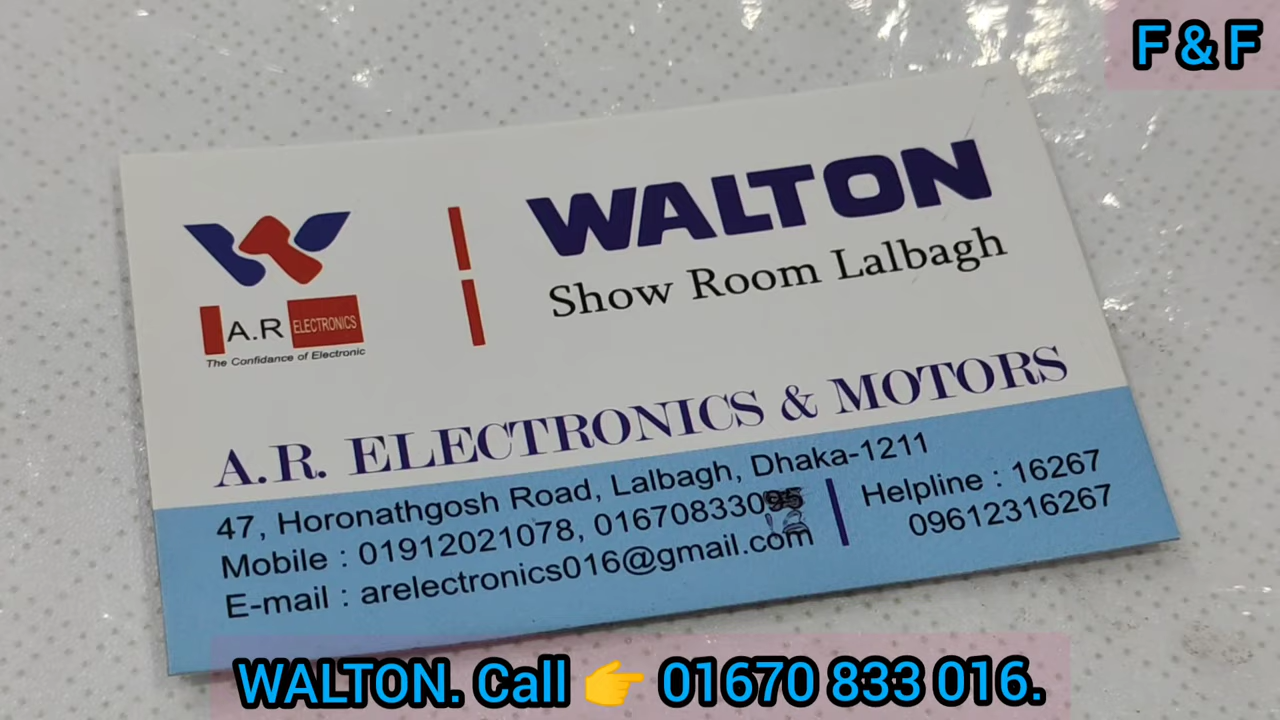 F & F
WALTON
Show Room Lalbagh
A.R ELECTRONICS
The Confidance of Electronic
A.R. ELECTRONICS & MOTORS
47, Horonathgosh Road, Lalbagh, Dhaka-1211
Mobile : 01912021078, 01670833095
E-mail : arelectronics016@gmail.com
Helpline : 16267
09612316267
WALTON. Call 👉 01670 833 016.